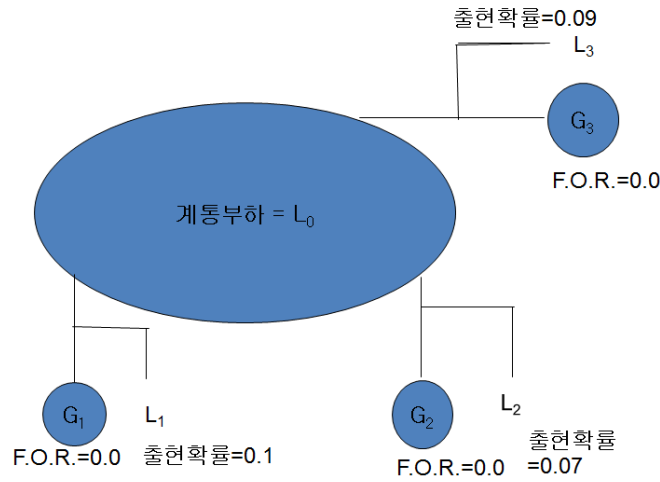 출현확률=0.09
L₃
G₃
F.O.R.=0.0
계통부하 = L₀
G₁
L₁
F.O.R.=0.0
출현확률=0.1
G₂
L₂
F.O.R.=0.0
출현확률
=0.07